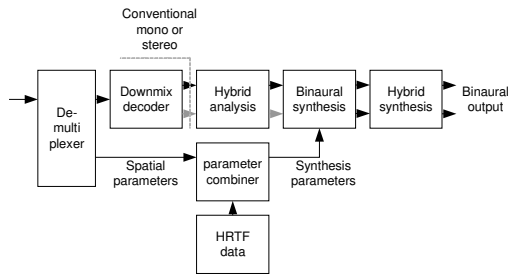 Conventional
mono or
stereo
De-
multi
plexer
Downmix
decoder
Hybrid
analysis
Binaural
synthesis
Hybrid
synthesis
Binaural
output
Spatial
parameters
parameter
combiner
Synthesis
parameters
HRTF
data